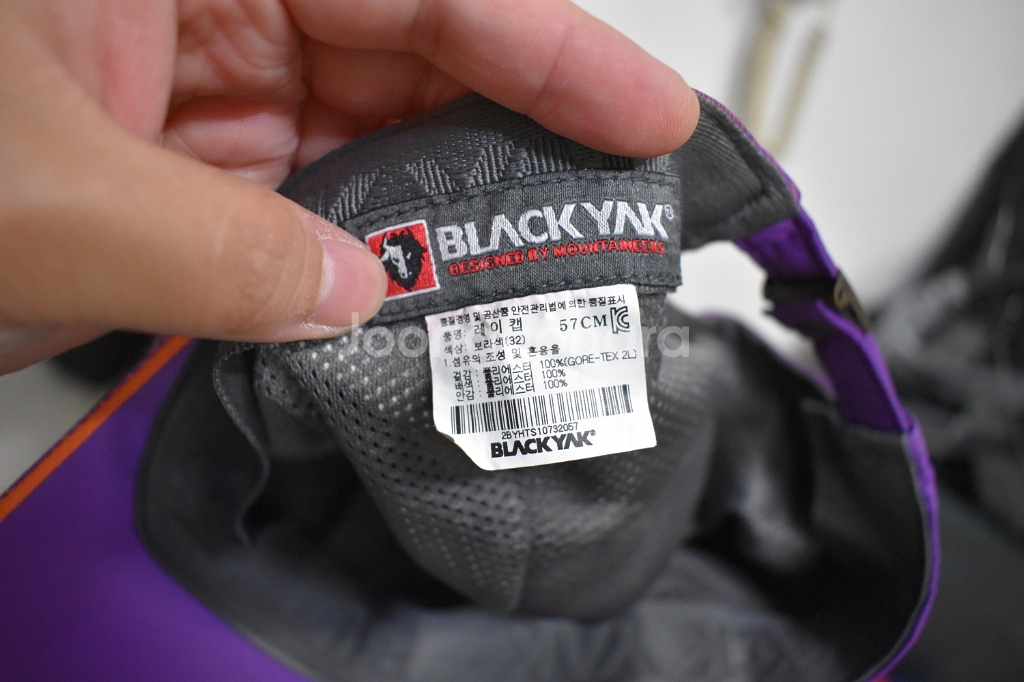 BLACKYAK®
DESIGNED BY MOUNTAINEERS
품질경영 및 공산품 안전관리법에 의한 품질표시
품명: 레이 캡 57CM
색상: 보라색(32)
1.섬유의 조성 및 혼용율
겉감: 폴리에스터 100%(GORE-TEX 2L)
배색: 폴리에스터 100%
안감: 폴리에스터 100%
2BYHTS10732057
BLACKYAK®